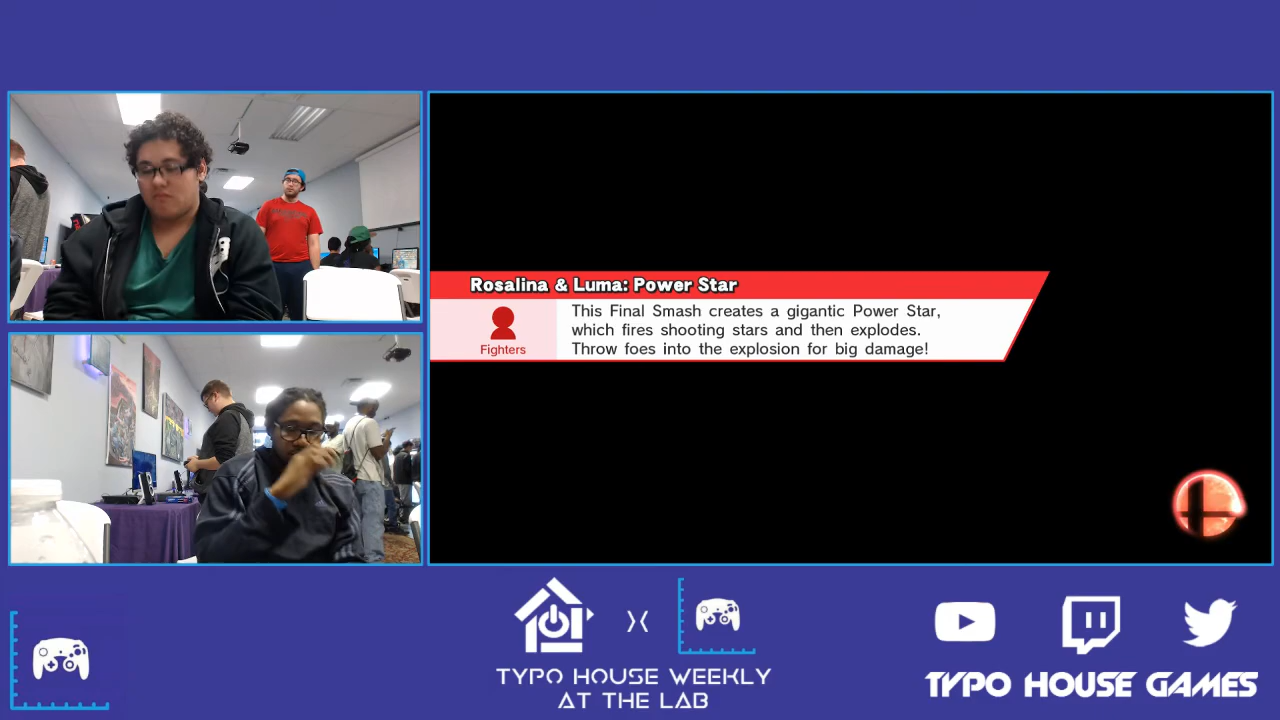 Rosalina & Luma: Power Star
Fighters
This Final Smash creates a gigantic Power Star,
which fires shooting stars and then explodes.
Throw foes into the explosion for big damage!
TYPO HOUSE WEEKLY
AT THE LAB
TYPO HOUSE GAMES